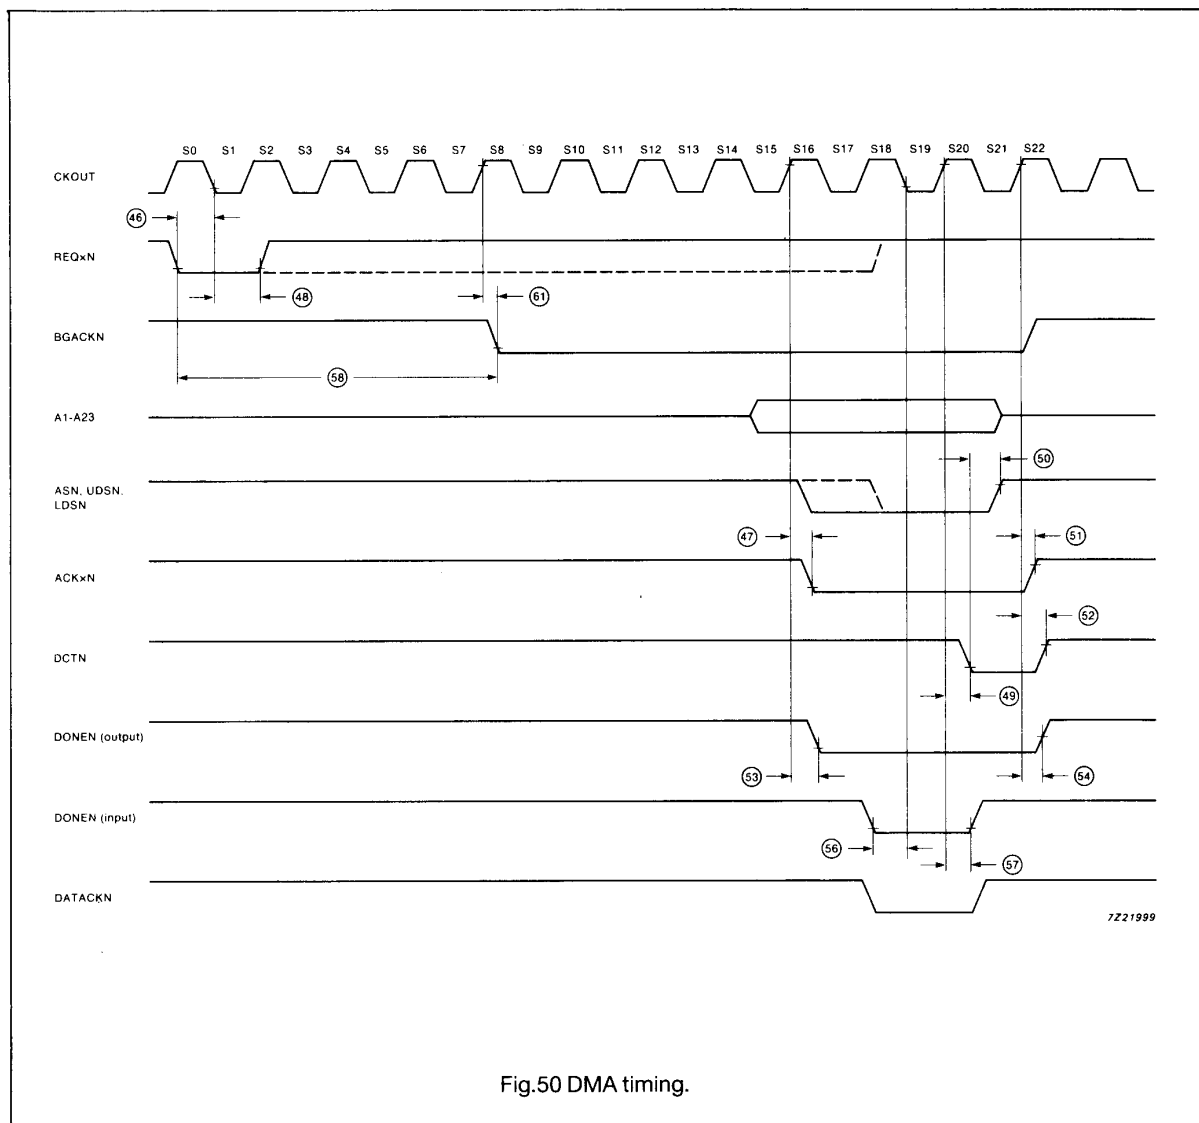 S0 S1 S2 S3 S4 S5 S6 S7 S8 S9 S10 S11 S12 S13 S14 S15 S16 S17 S18 S19 S20 S21 S22
CKOUT
46
REQxN
48
61
BGACKN
58
A1-A23
50
ASN, UDSN.
LDSN
47
51
ACKxN
52
DCTN
49
DONEN (output)
53
54
DONEN (input)
56
57
DATACKN
7Z21999
Fig.50 DMA timing.